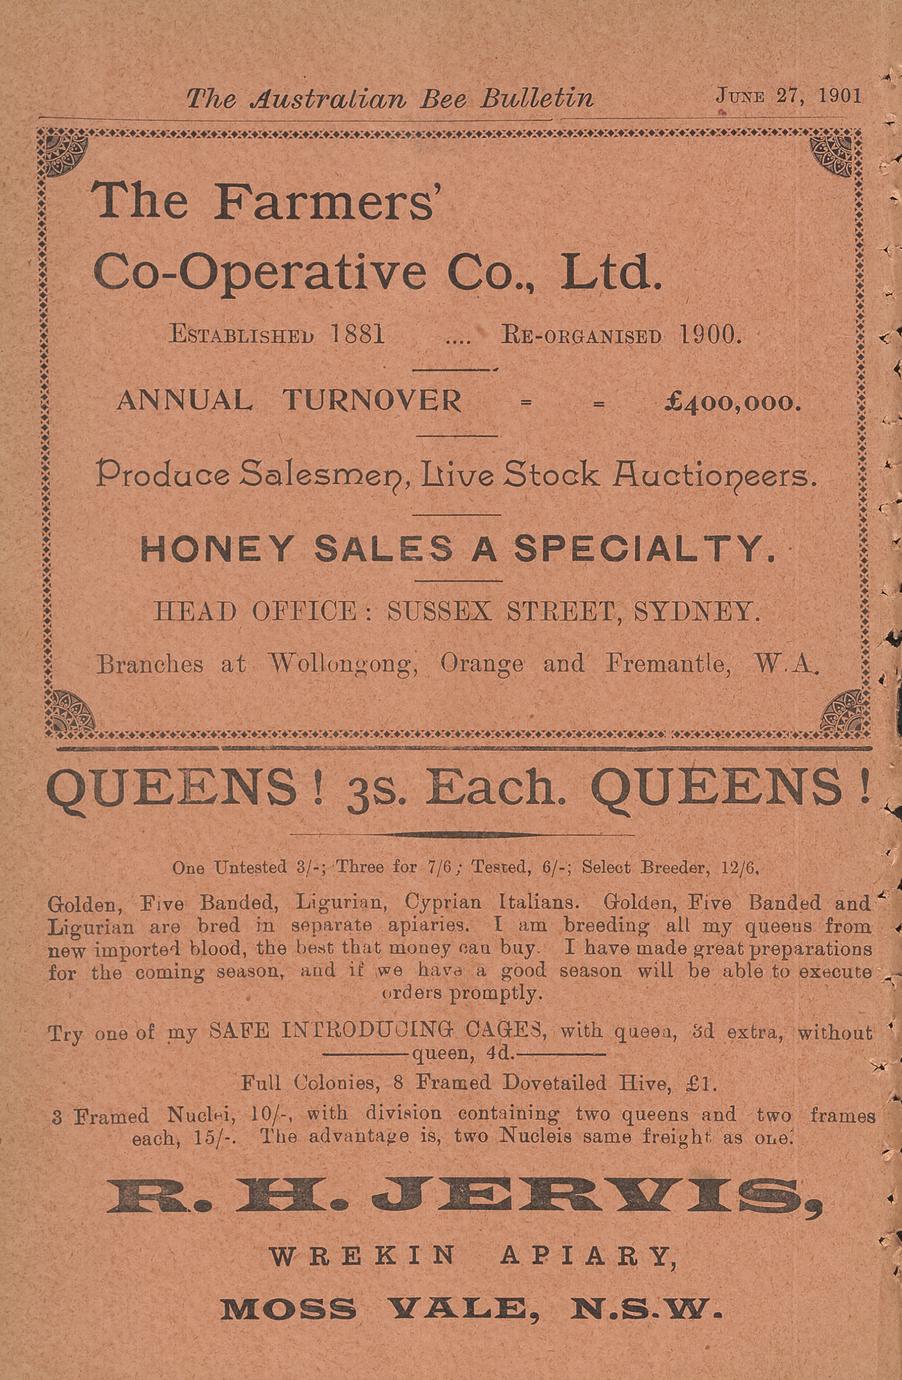 The Australian Bee Bulletin JUNE 27, 1901
The Farmers'
Co-Operative Co., Ltd.
ESTABLISHED 1881 .... RE-ORGANISED 1900.
ANNUAL TURNOVER = = £400,000.
Produce Salesmen, Live Stock Auctioneers.
HONEY SALES A SPECIALTY.
HEAD OFFICE: SUSSEX STREET, SYDNEY.
Branches at Wollongong, Orange and Fremantle, W.A.
QUEENS! 3s. Each. QUEENS!
One Untested 3/-; Three for 7/6; Tested, 6/-; Select Breeder, 12/6.
Golden, Five Banded, Ligurian, Cyprian Italians. Golden, Five Banded and
Ligurian are bred in separate apiaries. I am breeding all my queens from
new imported blood, the best that money can buy. I have made great preparations
for the coming season, and if we have a good season will be able to execute
orders promptly.
Try one of my SAFE INTRODUCING CAGES, with queen, 3d extra, without
queen, 4d.
Full Colonies, 8 Framed Dovetailed Hive, £1.
3 Framed Nuclei, 10/-, with division containing two queens and two frames
each, 15/-. The advantage is, two Nucleis same freight as one.
R. H. JERVIS,
WREKIN APIARY,
MOSS VALE, N.S.W.